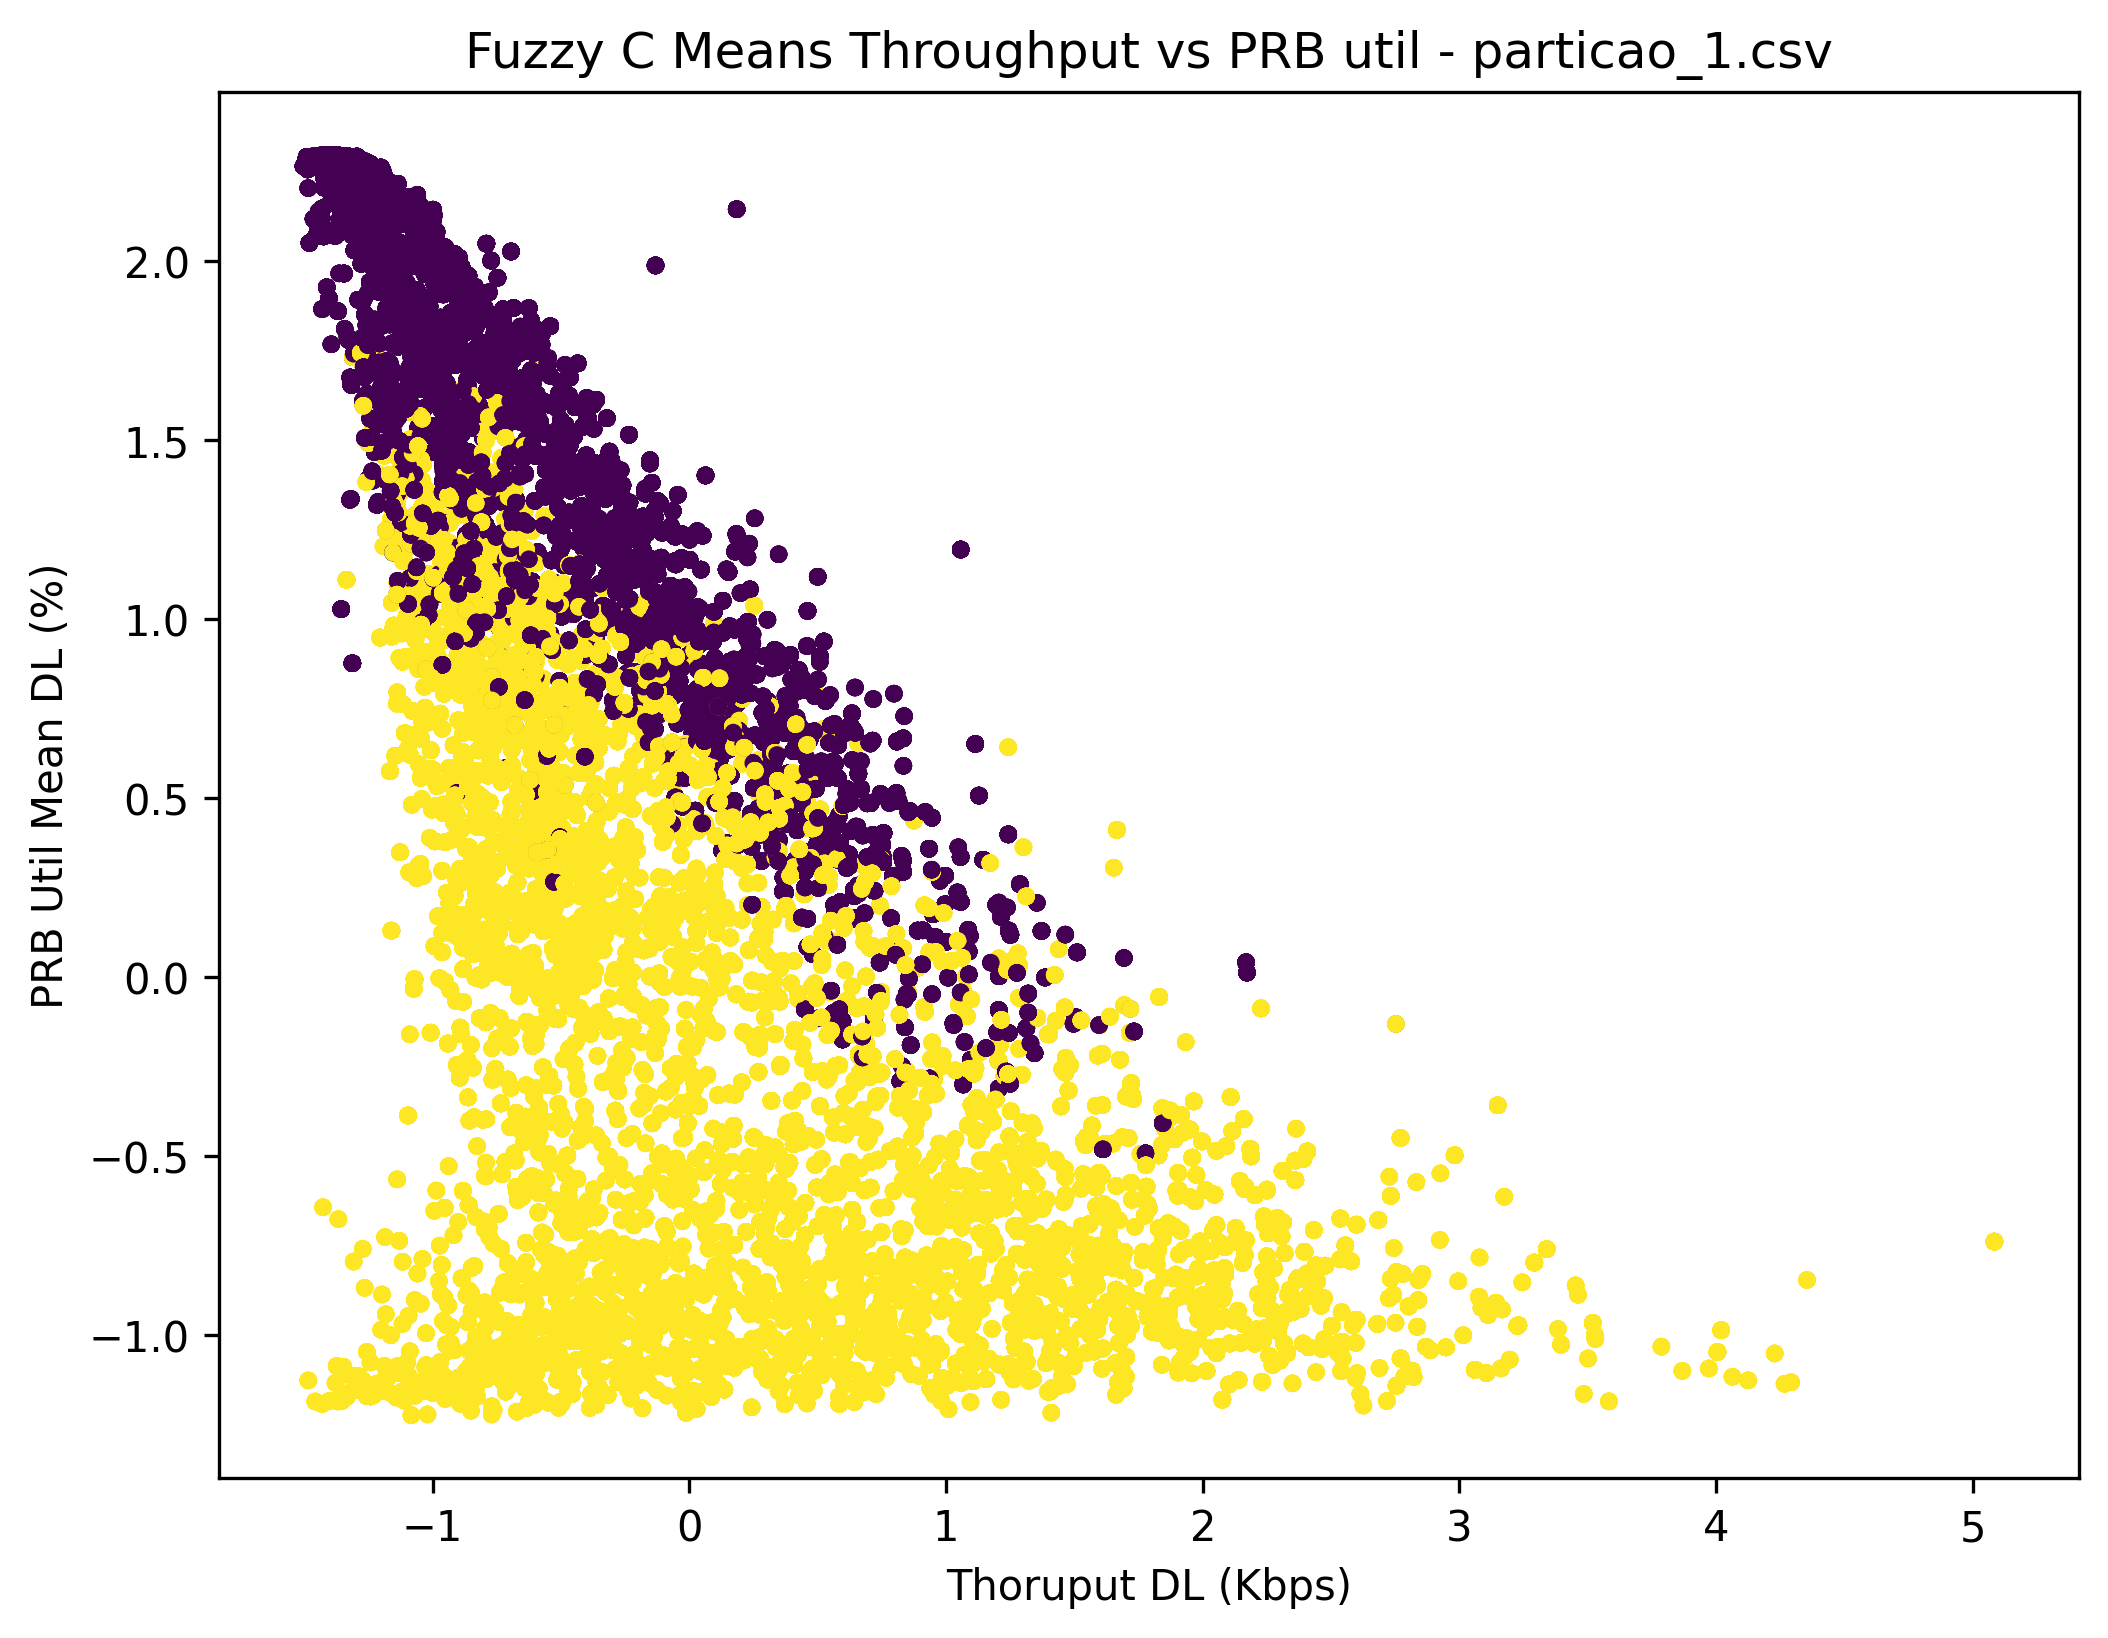 Fuzzy C Means Throughput vs PRB util - particao_1.csv
PRB Util Mean DL (%)
2.0
1.5
1.0
0.5
0.0
−0.5
−1.0
−1 0 1 2 3 4 5
Thoruput DL (Kbps)